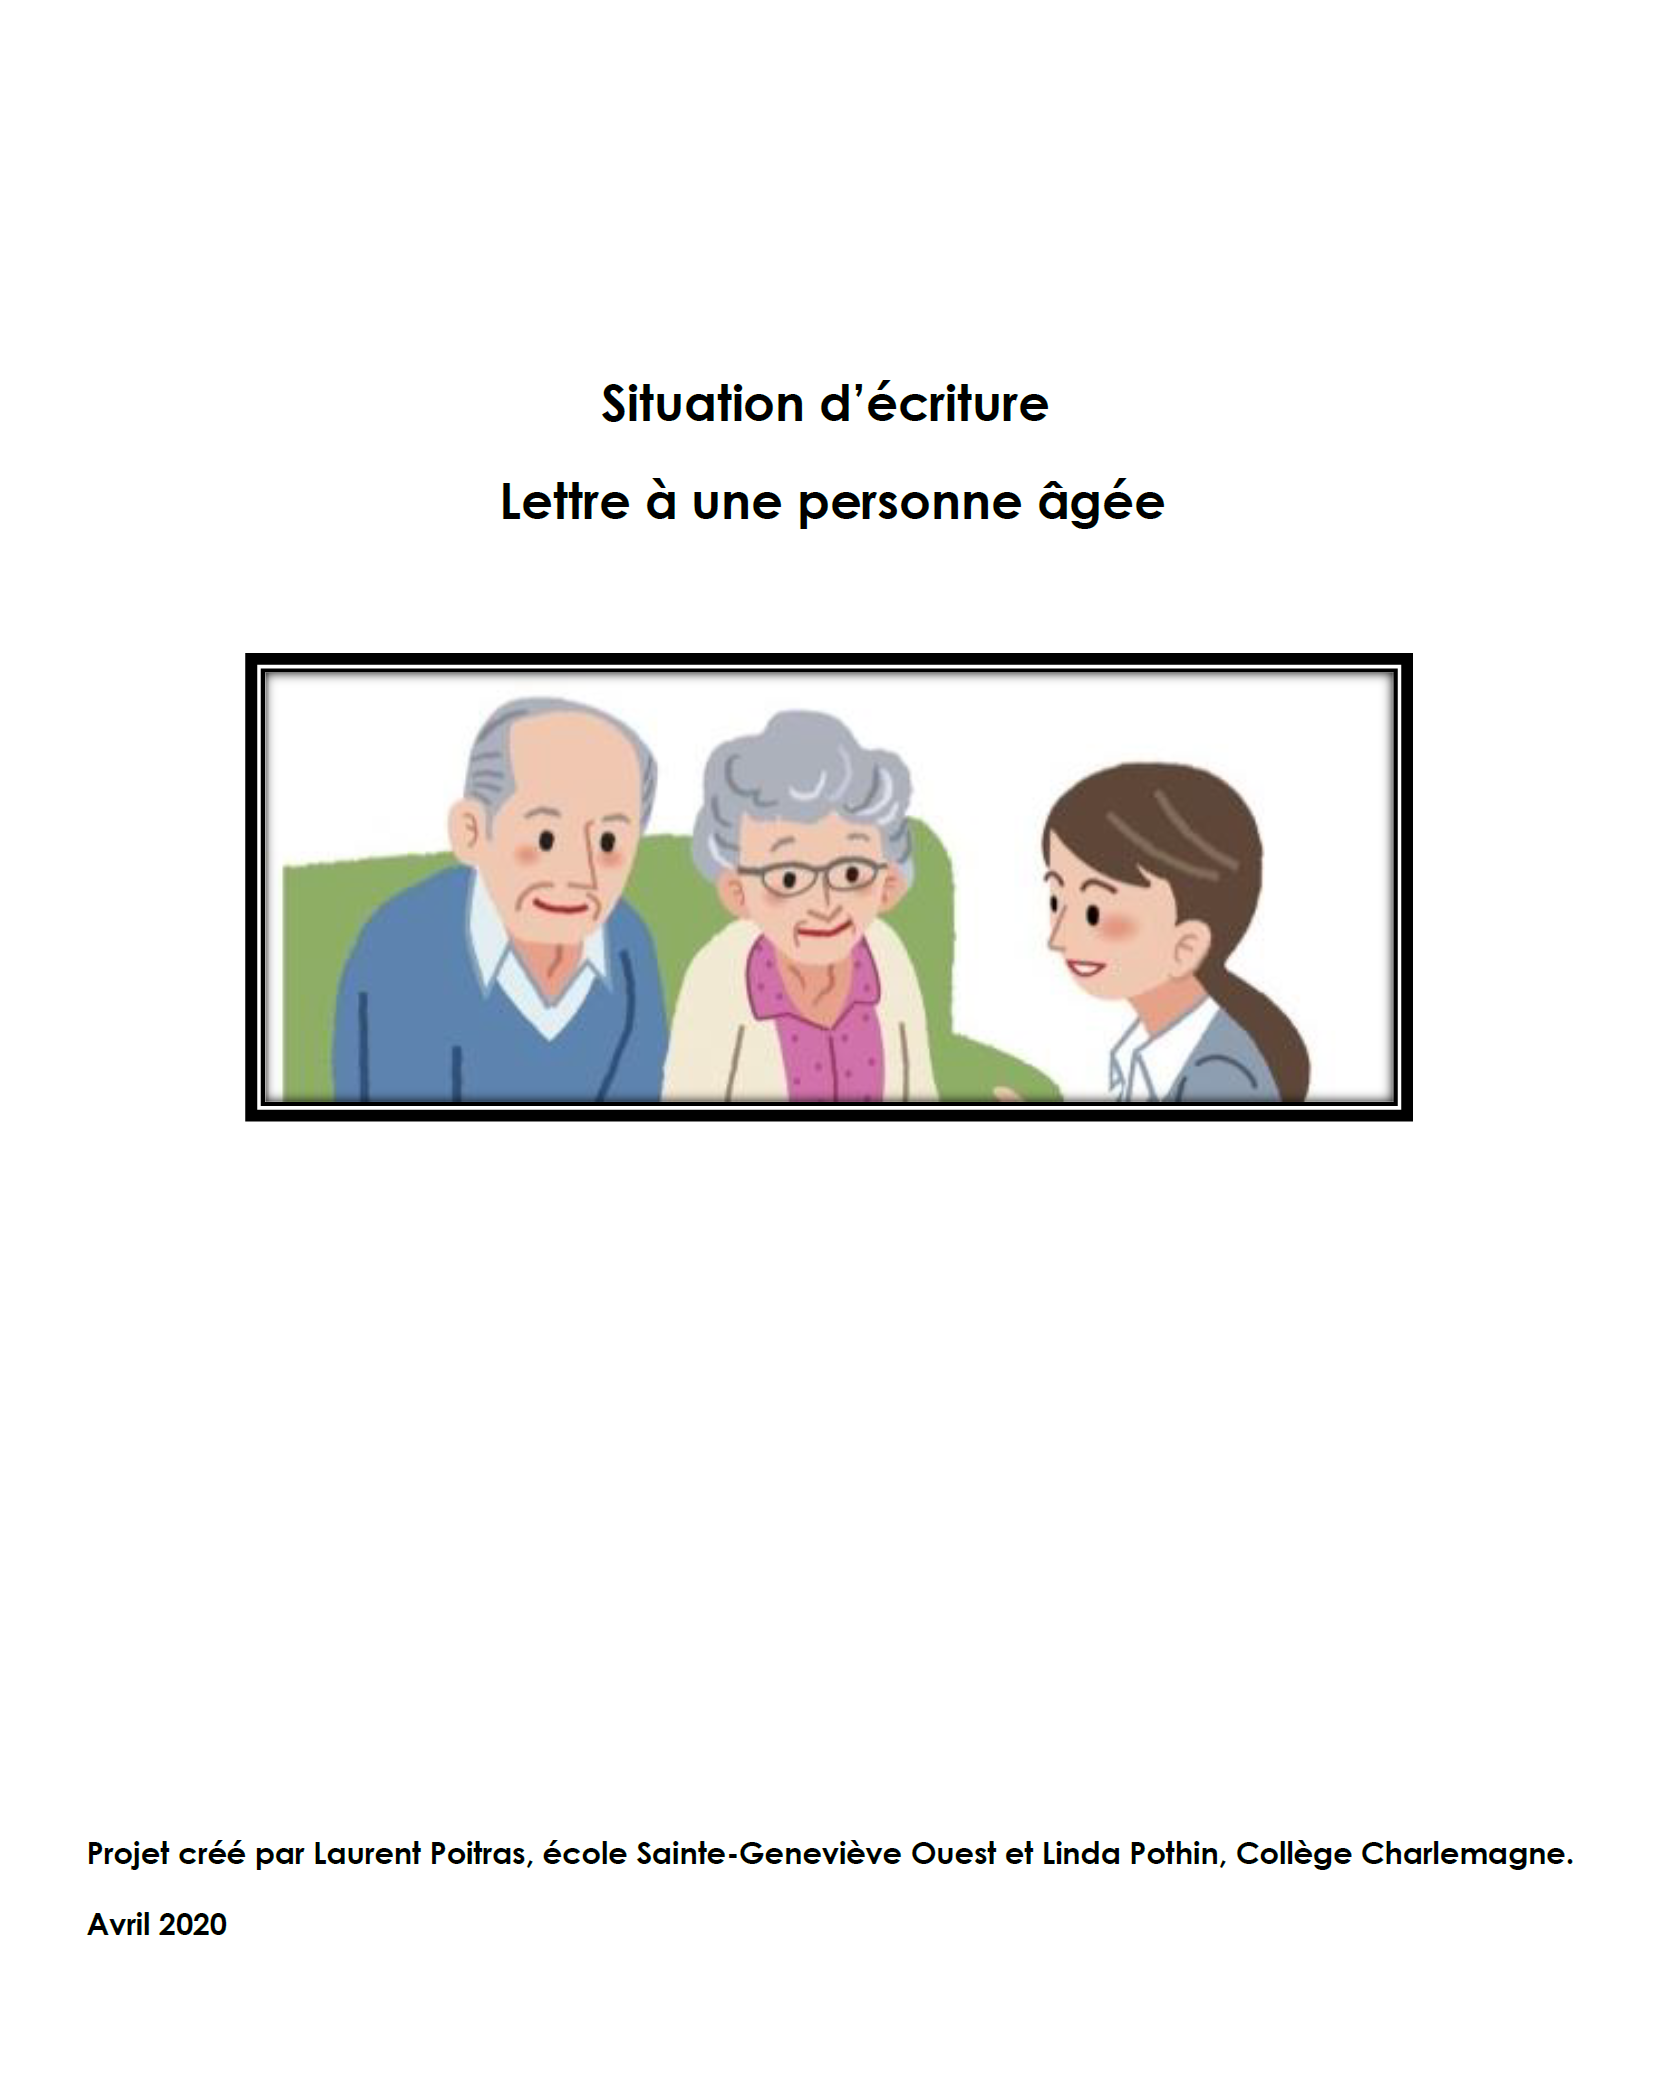 Situation d’écriture
Lettre à une personne âgée
Projet créé par Laurent Poitras, école Sainte-Geneviève Ouest et Linda Pothin, Collège Charlemagne.
Avril 2020